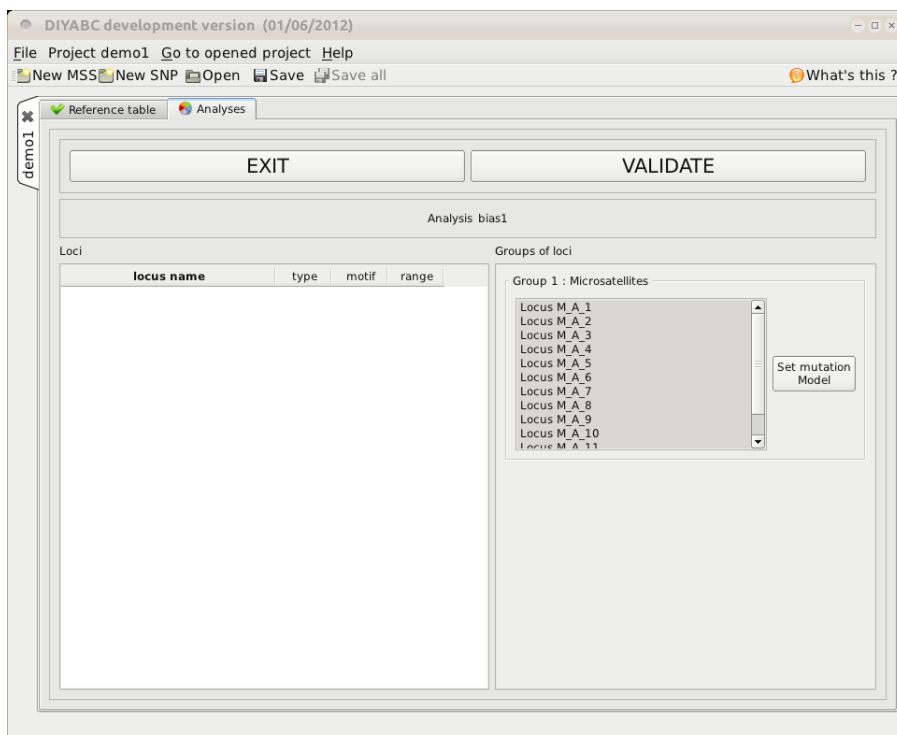 DIYABC development version (01/06/2012)
File Project demo1 Go to opened project Help
New MSS New SNP Open Save Save all What's this ?
demo1
Reference table Analyses
EXIT VALIDATE
Analysis bias1
Loci Groups of loci
locus name type motif range
Group 1 : Microsatellites
Locus M_A_1
Locus M_A_2
Locus M_A_3
Locus M_A_4
Locus M_A_5
Locus M_A_6
Locus M_A_7
Locus M_A_8
Locus M_A_9
Locus M_A_10
Locus M_A_11
Set mutation
Model